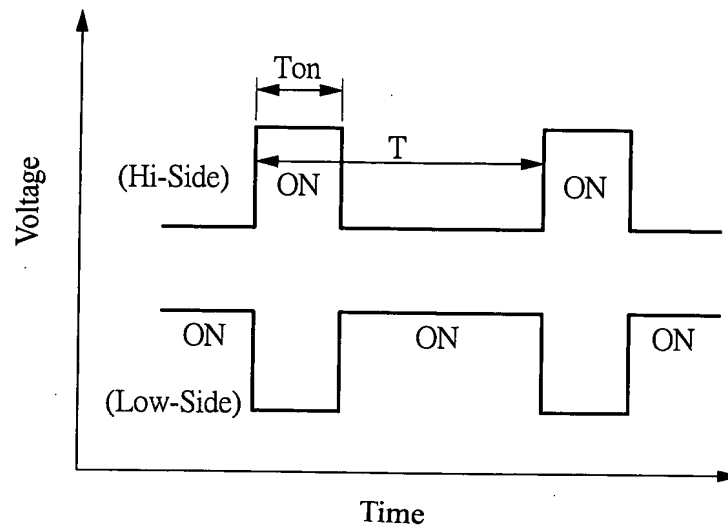 Ton
T
(Hi-Side)
ON
ON
Voltage
ON
ON
ON
(Low-Side)
Time